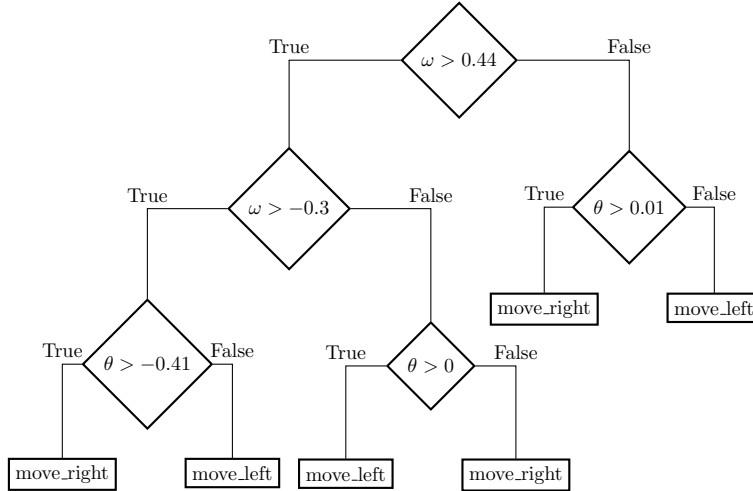 True
ω > 0.44
False
True
ω > −0.3
False
True
θ > 0.01
False
move_right
move_left
True
θ > −0.41
False
True
θ > 0
False
move_right
move_left
move_left
move_right